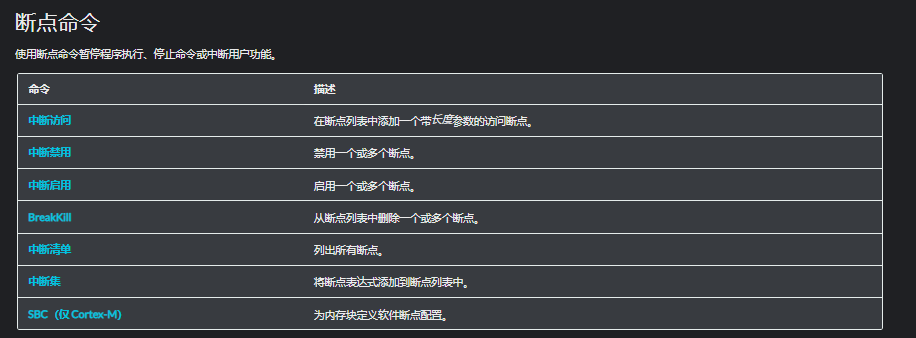 断点命令
使用断点命令暂停程序执行、停止命令或中断用户功能。
命令 描述
中断访问 在断点列表中添加一个带长度参数的访问断点。
中断禁用 禁用一个或多个断点。
中断启用 启用一个或多个断点。
BreakKill 从断点列表中删除一个或多个断点。
中断清单 列出所有断点。
中断集 将断点表达式添加到断点列表中。
SBC（仅 Cortex-M） 为内存块定义软件断点配置。